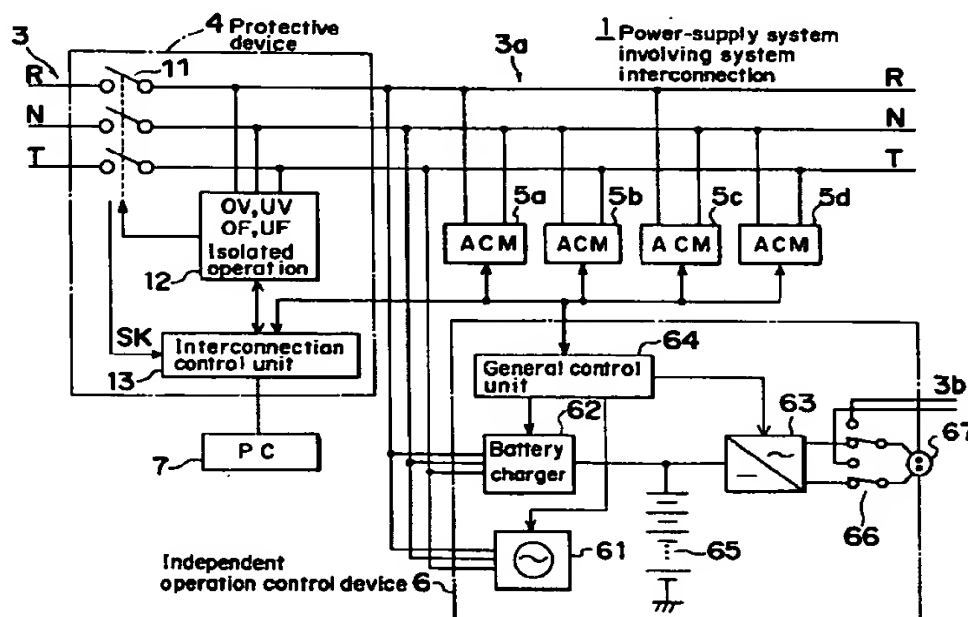 4 Protective
device
3
11
3a
1 Power-supply system
involving system
interconnection
R
R
N
N
T
T
OV, UV
OF, UF
Isolated
operation
12
5a
5b
5c
5d
ACM
ACM
ACM
ACM
SK
Interconnection
control unit
13
General control
unit
64
62
63
3b
67
PC
7
Battery
charger
66
61
65
Independent
operation control device 6